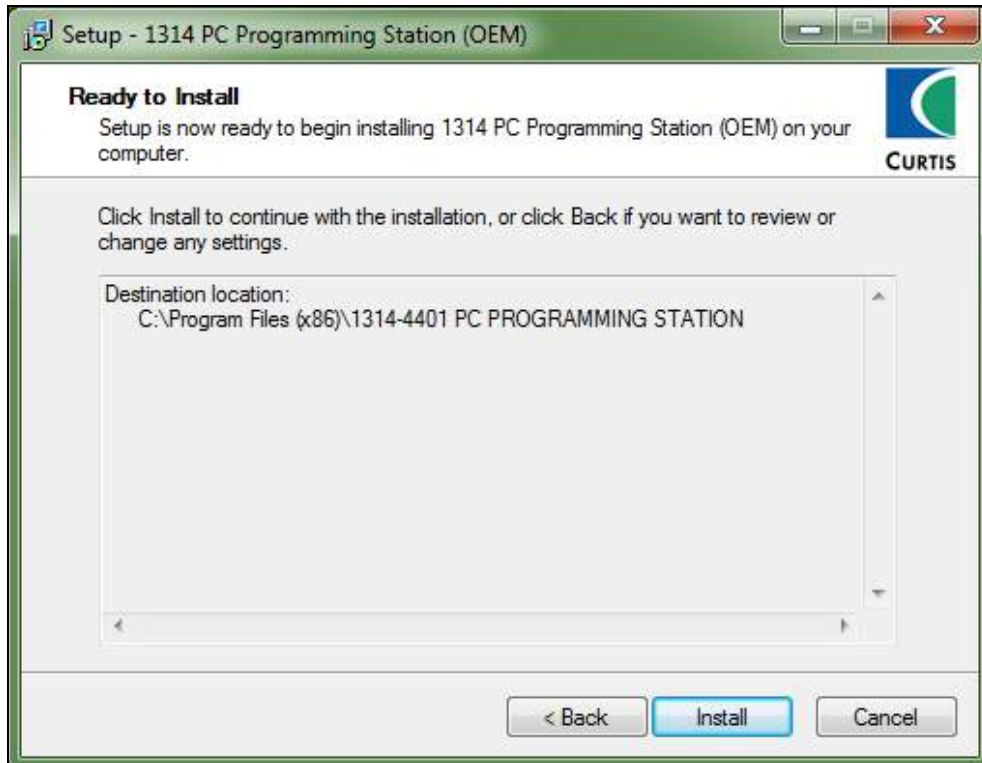 Setup - 1314 PC Programming Station (OEM)
Ready to Install
Setup is now ready to begin installing 1314 PC Programming Station (OEM) on your
computer.
CURTIS
Click Install to continue with the installation, or click Back if you want to review or
change any settings.
Destination location:
C:\Program Files (x86)\1314-4401 PC PROGRAMMING STATION
< Back
Install
Cancel